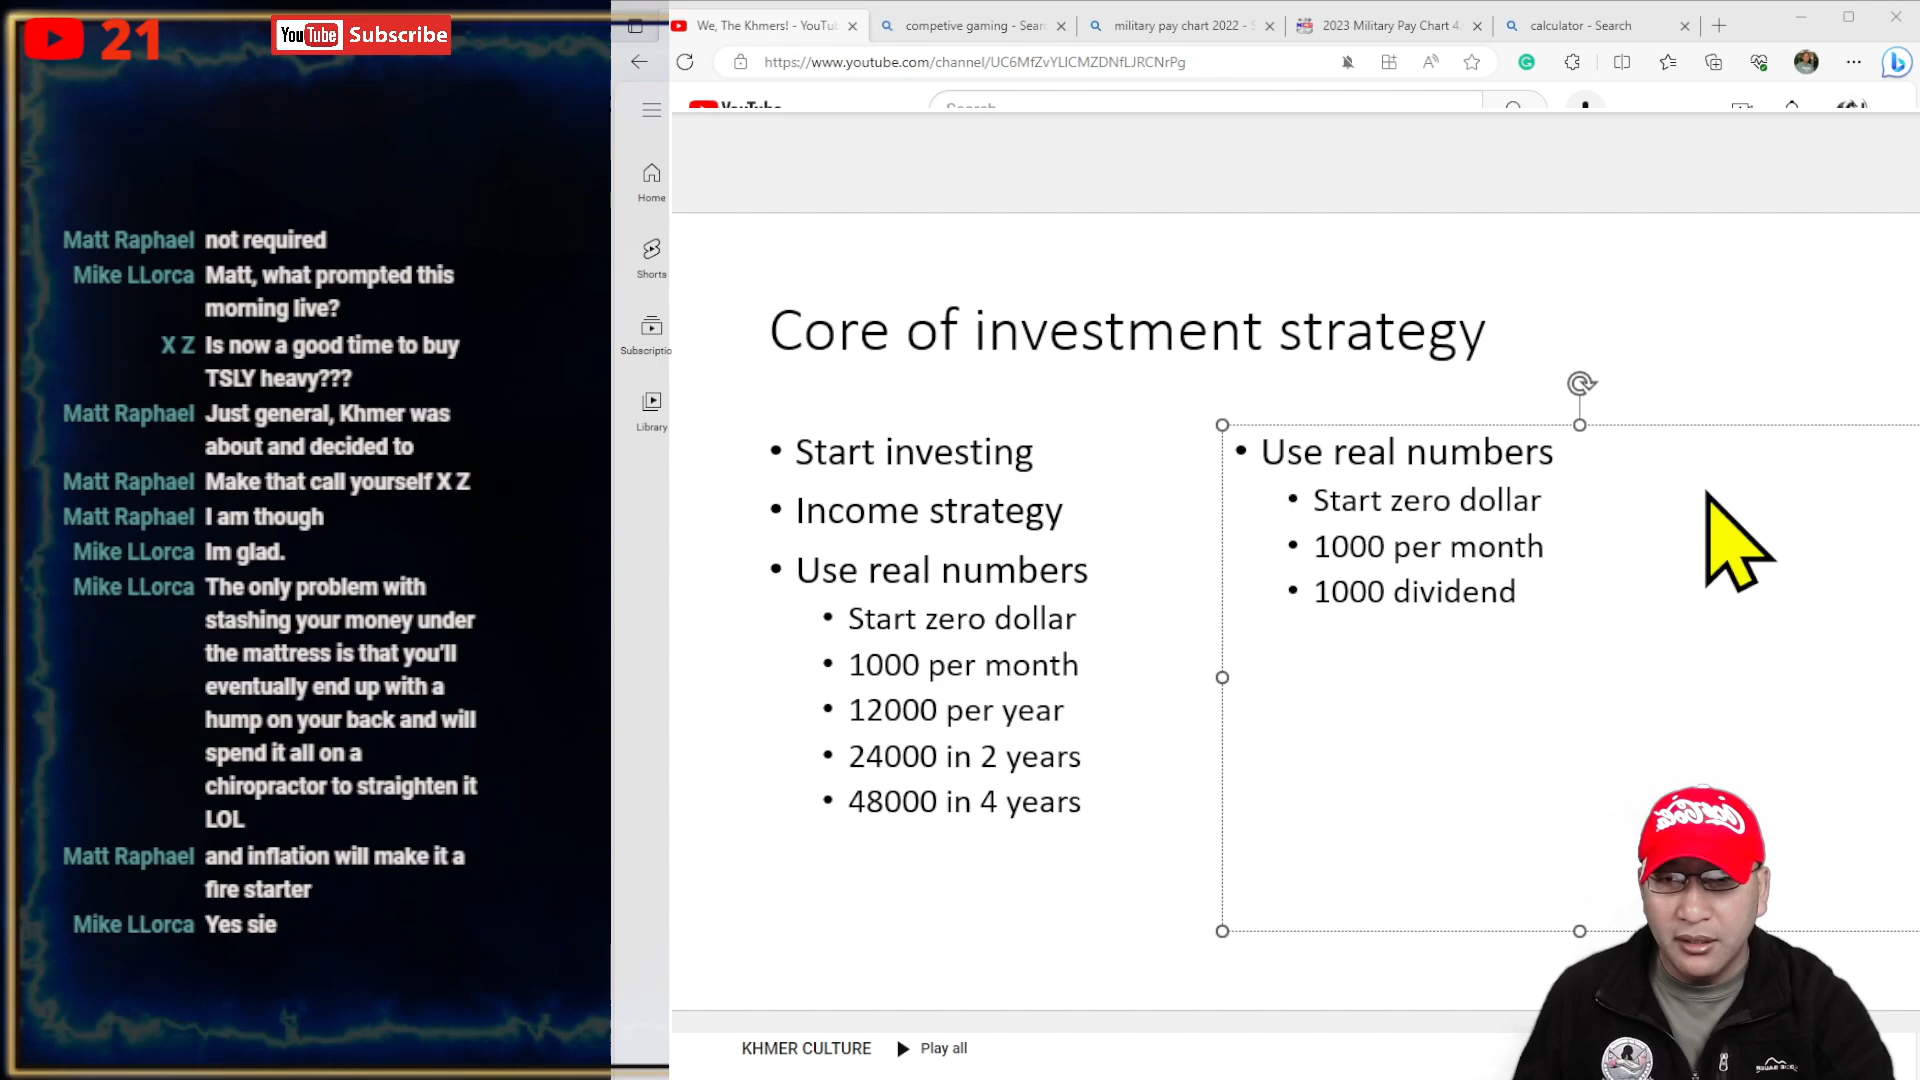 21
YouTube Subscribe
We, The Khmers! - YouTu
competive gaming - Sear
military pay chart 2022 - S
2023 Military Pay Chart 4.
calculator - Search
https://www.youtube.com/channel/UC6MfZvYLlCMZDNfLJRCNrPg
YouTube
Search
Home
Shorts
Subscriptio
Library
Matt Raphael not required
Mike LLorca Matt, what prompted this
morning live?
X Z Is now a good time to buy
TSLY heavy???
Matt Raphael Just general, Khmer was
about and decided to
Matt Raphael Make that call yourself X Z
Matt Raphael I am though
Mike LLorca Im glad.
Mike LLorca The only problem with
stashing your money under
the mattress is that you'll
eventually end up with a
hump on your back and will
spend it all on a
chiropractor to straighten it
LOL
Matt Raphael and inflation will make it a
fire starter
Mike LLorca Yes sie
Core of investment strategy
• Start investing
• Income strategy
• Use real numbers
• Start zero dollar
• 1000 per month
• 12000 per year
• 24000 in 2 years
• 48000 in 4 years
• Use real numbers
• Start zero dollar
• 1000 per month
• 1000 dividend
Coca-Cola
KHMER CULTURE
Play all